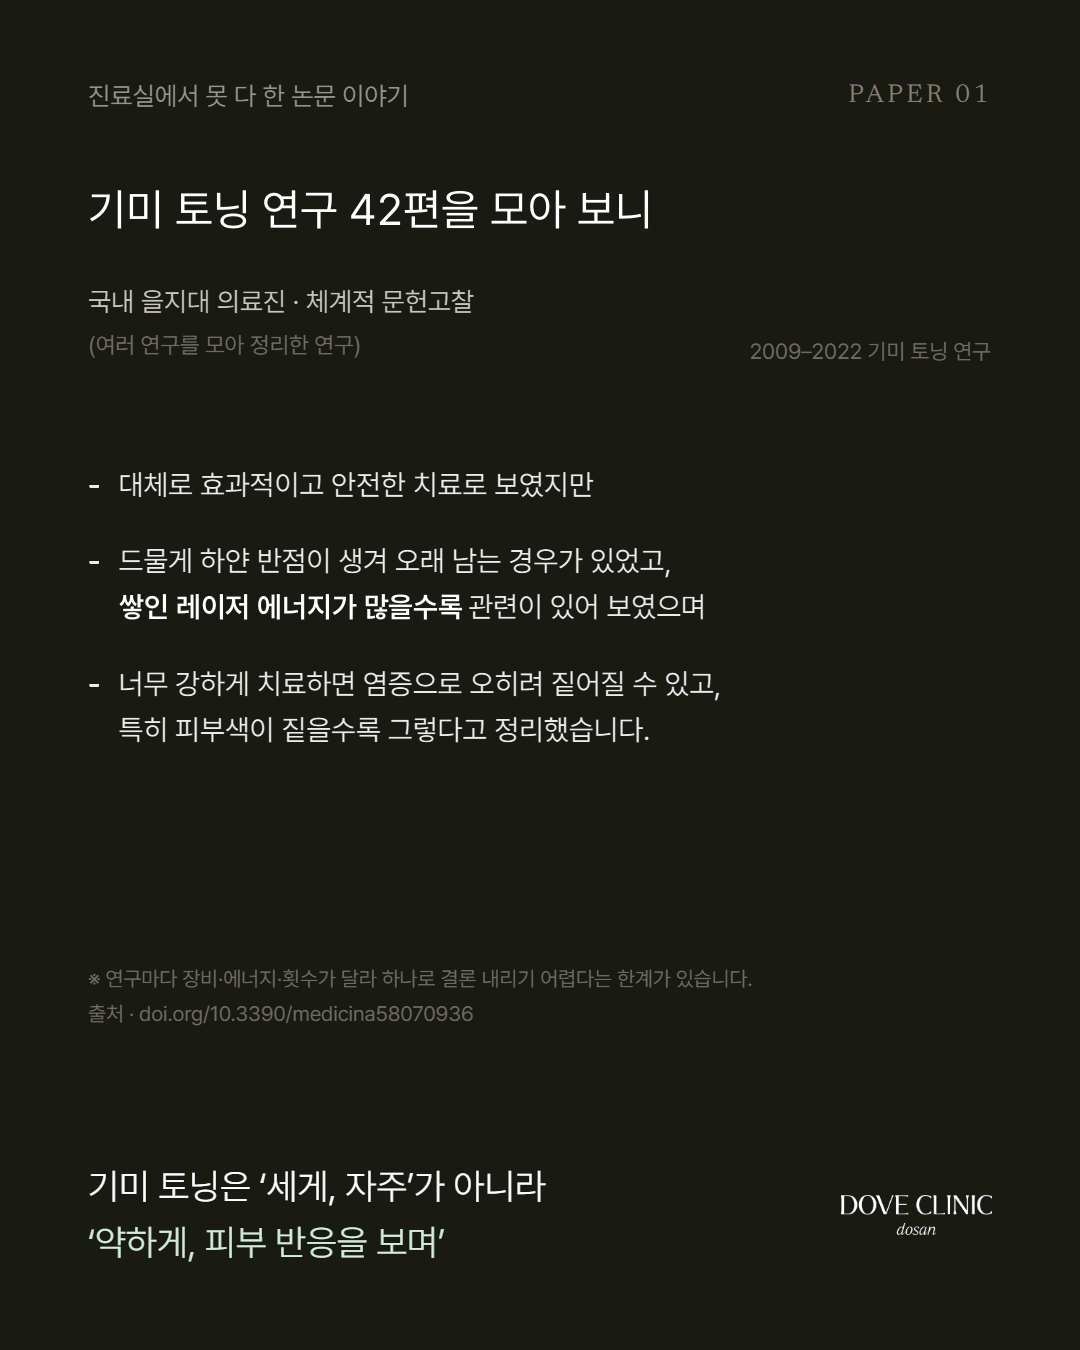 진료실에서 못 다 한 논문 이야기
PAPER 01
기미 토닝 연구 42편을 모아 보니
국내 을지대 의료진 · 체계적 문헌고찰
(여러 연구를 모아 정리한 연구)
2009–2022 기미 토닝 연구
- 대체로 효과적이고 안전한 치료로 보였지만
- 드물게 하얀 반점이 생겨 오래 남는 경우가 있었고,
쌓인 레이저 에너지가 많을수록 관련이 있어 보였으며
- 너무 강하게 치료하면 염증으로 오히려 짙어질 수 있고,
특히 피부색이 짙을수록 그렇다고 정리했습니다.
※ 연구마다 장비·에너지·횟수가 달라 하나로 결론 내리기 어렵다는 한계가 있습니다.
출처 · doi.org/10.3390/medicina58070936
기미 토닝은 ‘세게, 자주’가 아니라
‘약하게, 피부 반응을 보며’
DOVE CLINIC
dosan